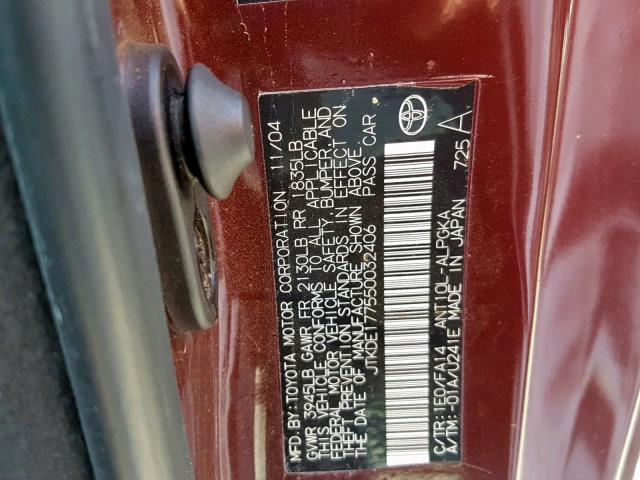 MFD. BY: TOYOTA MOTOR CORPORATION 11/04
GVWR 3945LB GAWR FR 2130LB RR 1835LB
THIS VEHICLE CONFORMS TO ALL APPLICABLE
FEDERAL MOTOR VEHICLE SAFETY, BUMPER, AND
THEFT PREVENTION STANDARDS IN EFFECT ON
THE DATE OF MANUFACTURE SHOWN ABOVE.
JTKDE177550032406 PASS CAR
C/TR: 1E0/FA14 ANT10L-ALPGKA
A/TM: -01A/U241E MADE IN JAPAN 725 A